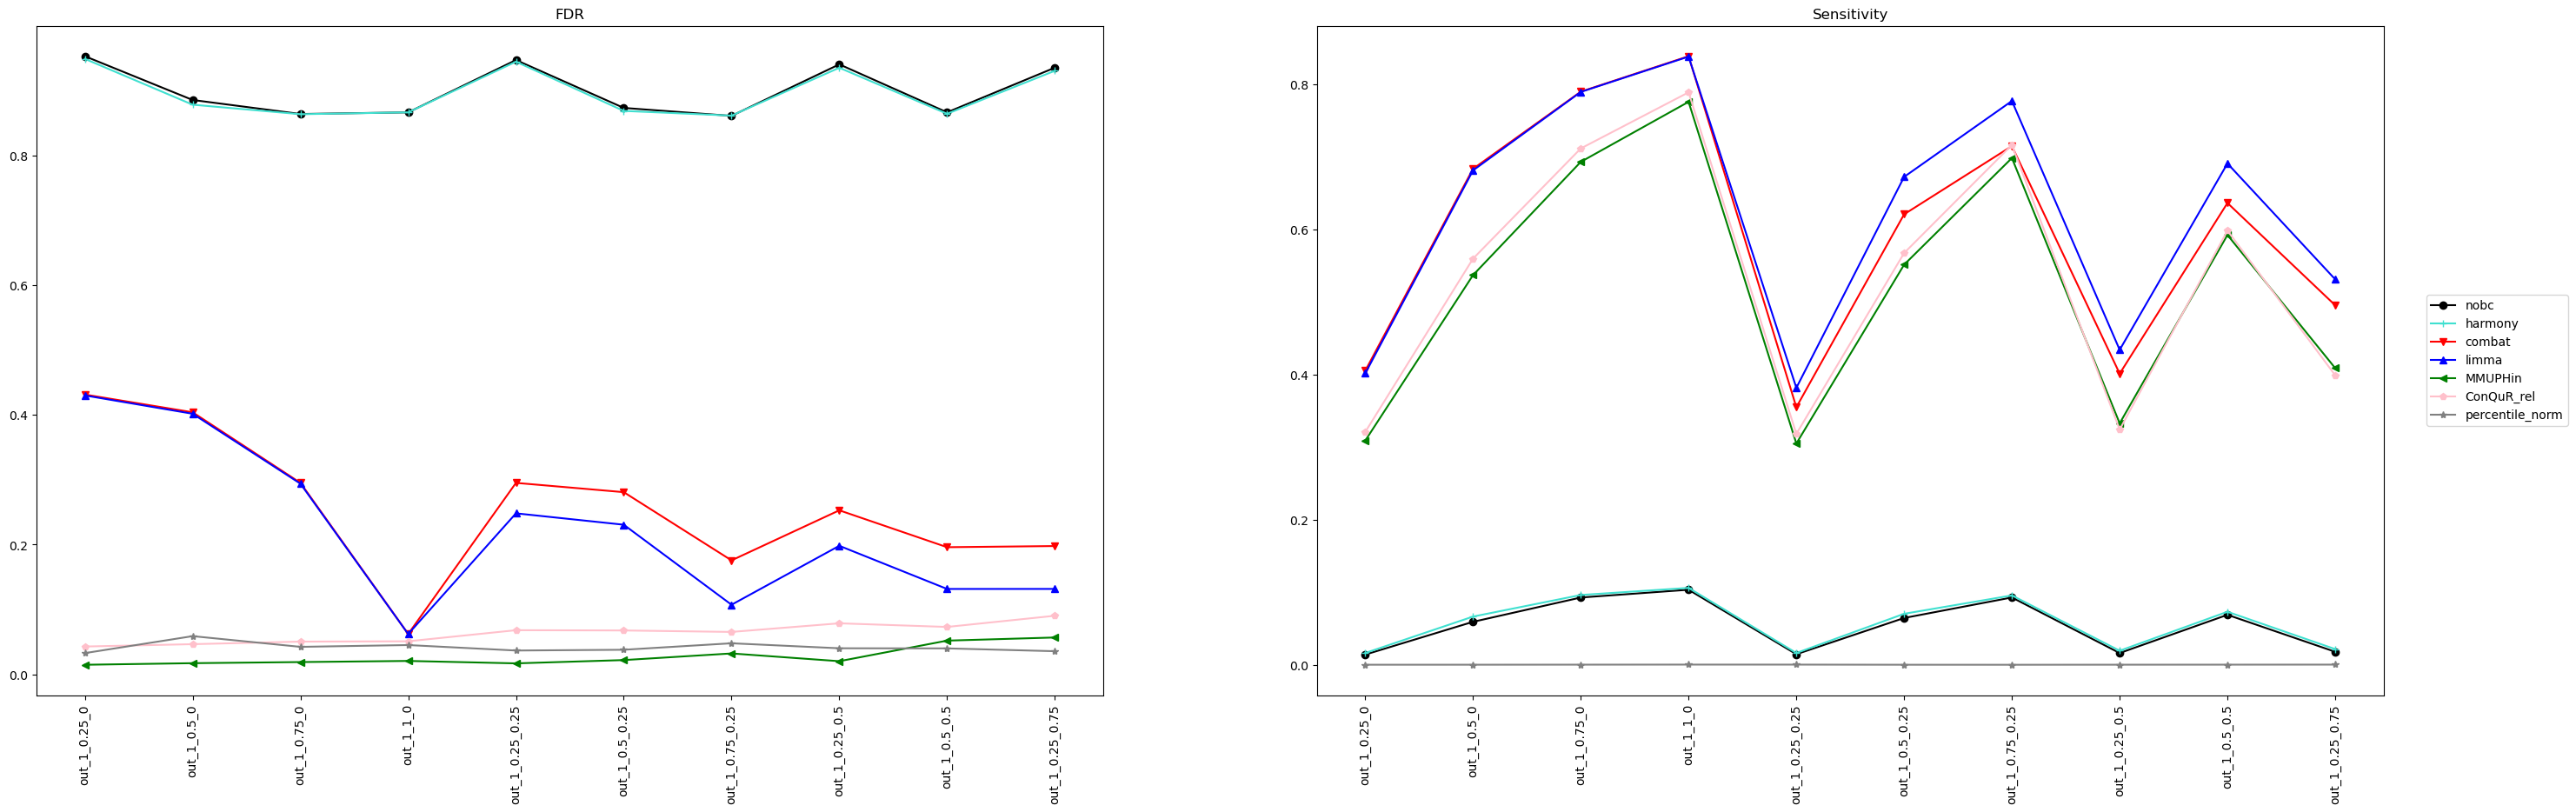 FDR
0.8
0.6
0.4
0.2
0.0
out_1_0.25_0
out_1_0.5_0
out_1_0.75_0
out_1_1_0
out_1_0.25_0.25
out_1_0.5_0.25
out_1_0.75_0.25
out_1_0.25_0.5
out_1_0.5_0.5
out_1_0.25_0.75
Sensitivity
0.8
0.6
0.4
0.2
0.0
out_1_0.25_0
out_1_0.5_0
out_1_0.75_0
out_1_1_0
out_1_0.25_0.25
out_1_0.5_0.25
out_1_0.75_0.25
out_1_0.25_0.5
out_1_0.5_0.5
out_1_0.25_0.75
nobc
harmony
combat
limma
MMUPHin
ConQuR_rel
percentile_norm